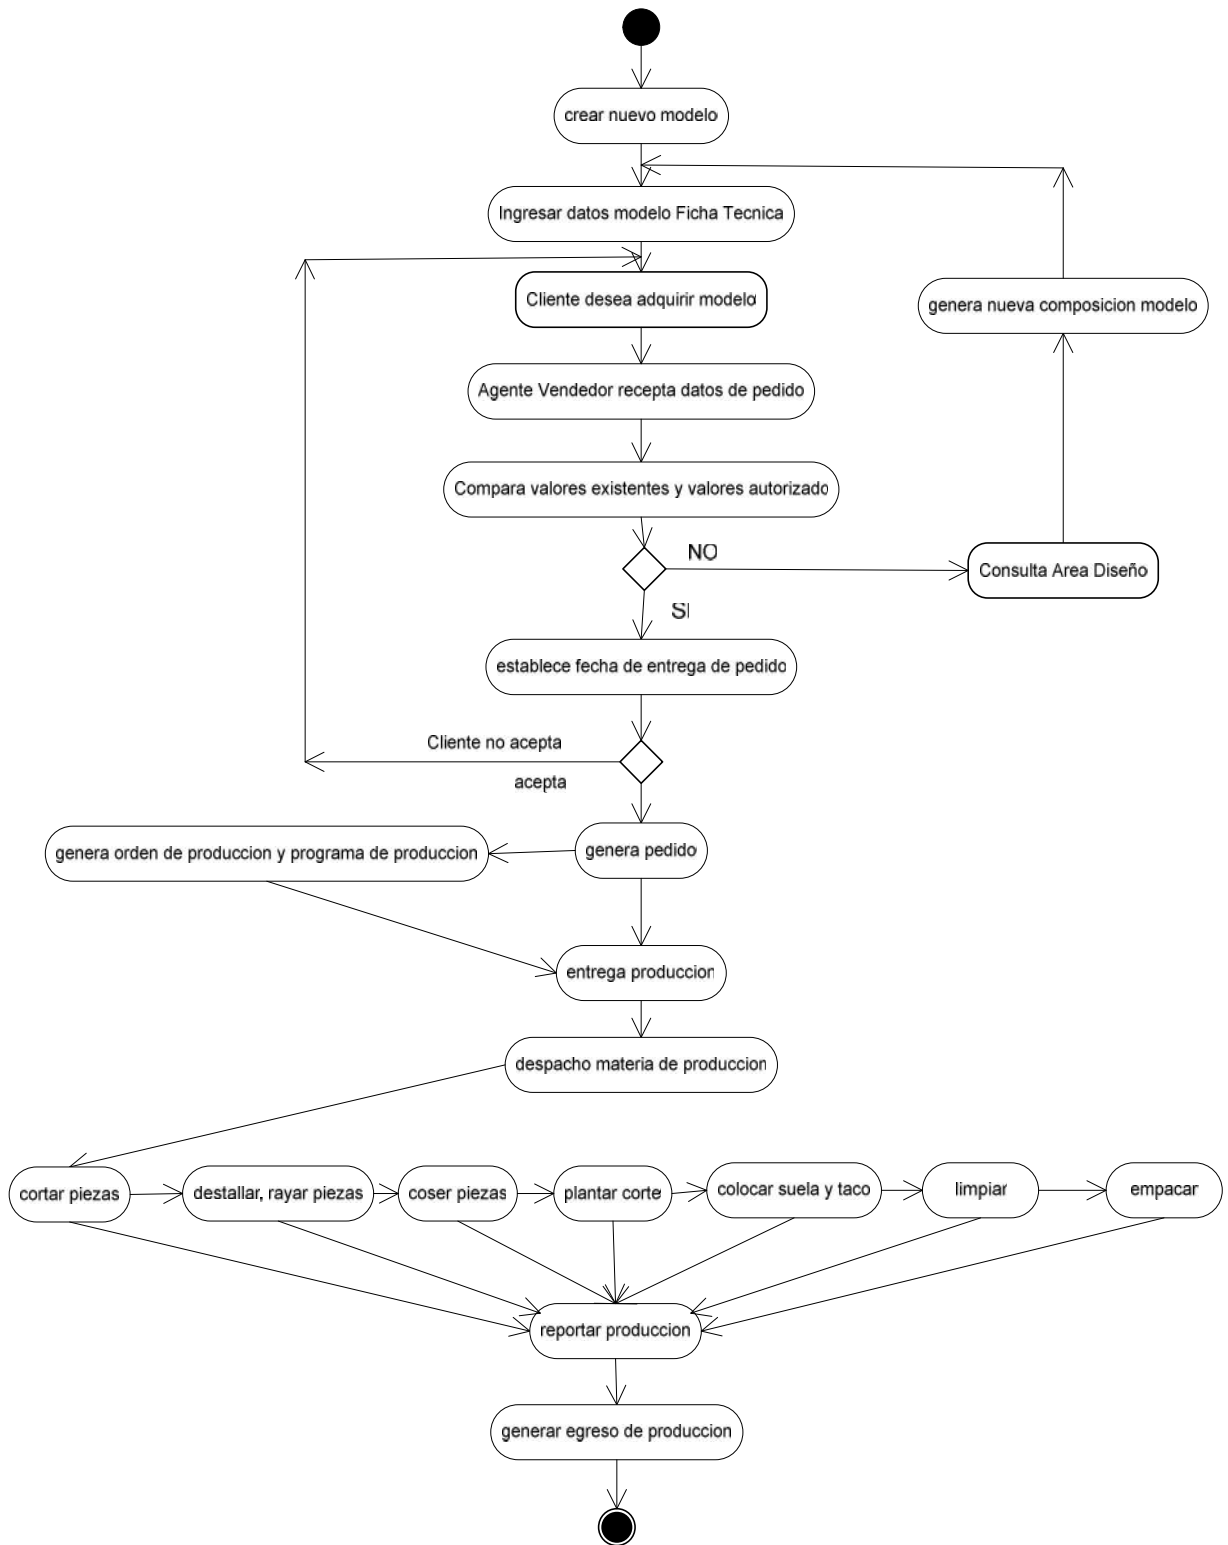 crear nuevo modelo
Ingresar datos modelo Ficha Tecnica
Cliente desea adquirir modelo
genera nueva composicion modelo
Agente Vendedor recepta datos de pedido
Compara valores existentes y valores autorizado
NO
Consulta Area Diseño
SI
establece fecha de entrega de pedido
Cliente no acepta
acepta
genera orden de produccion y programa de produccion
genera pedido
entrega produccion
despacho materia de produccion
cortar piezas
destallar, rayar piezas
coser piezas
plantar corte
colocar suela y taco
limpiar
empacar
reportar produccion
generar egreso de produccion